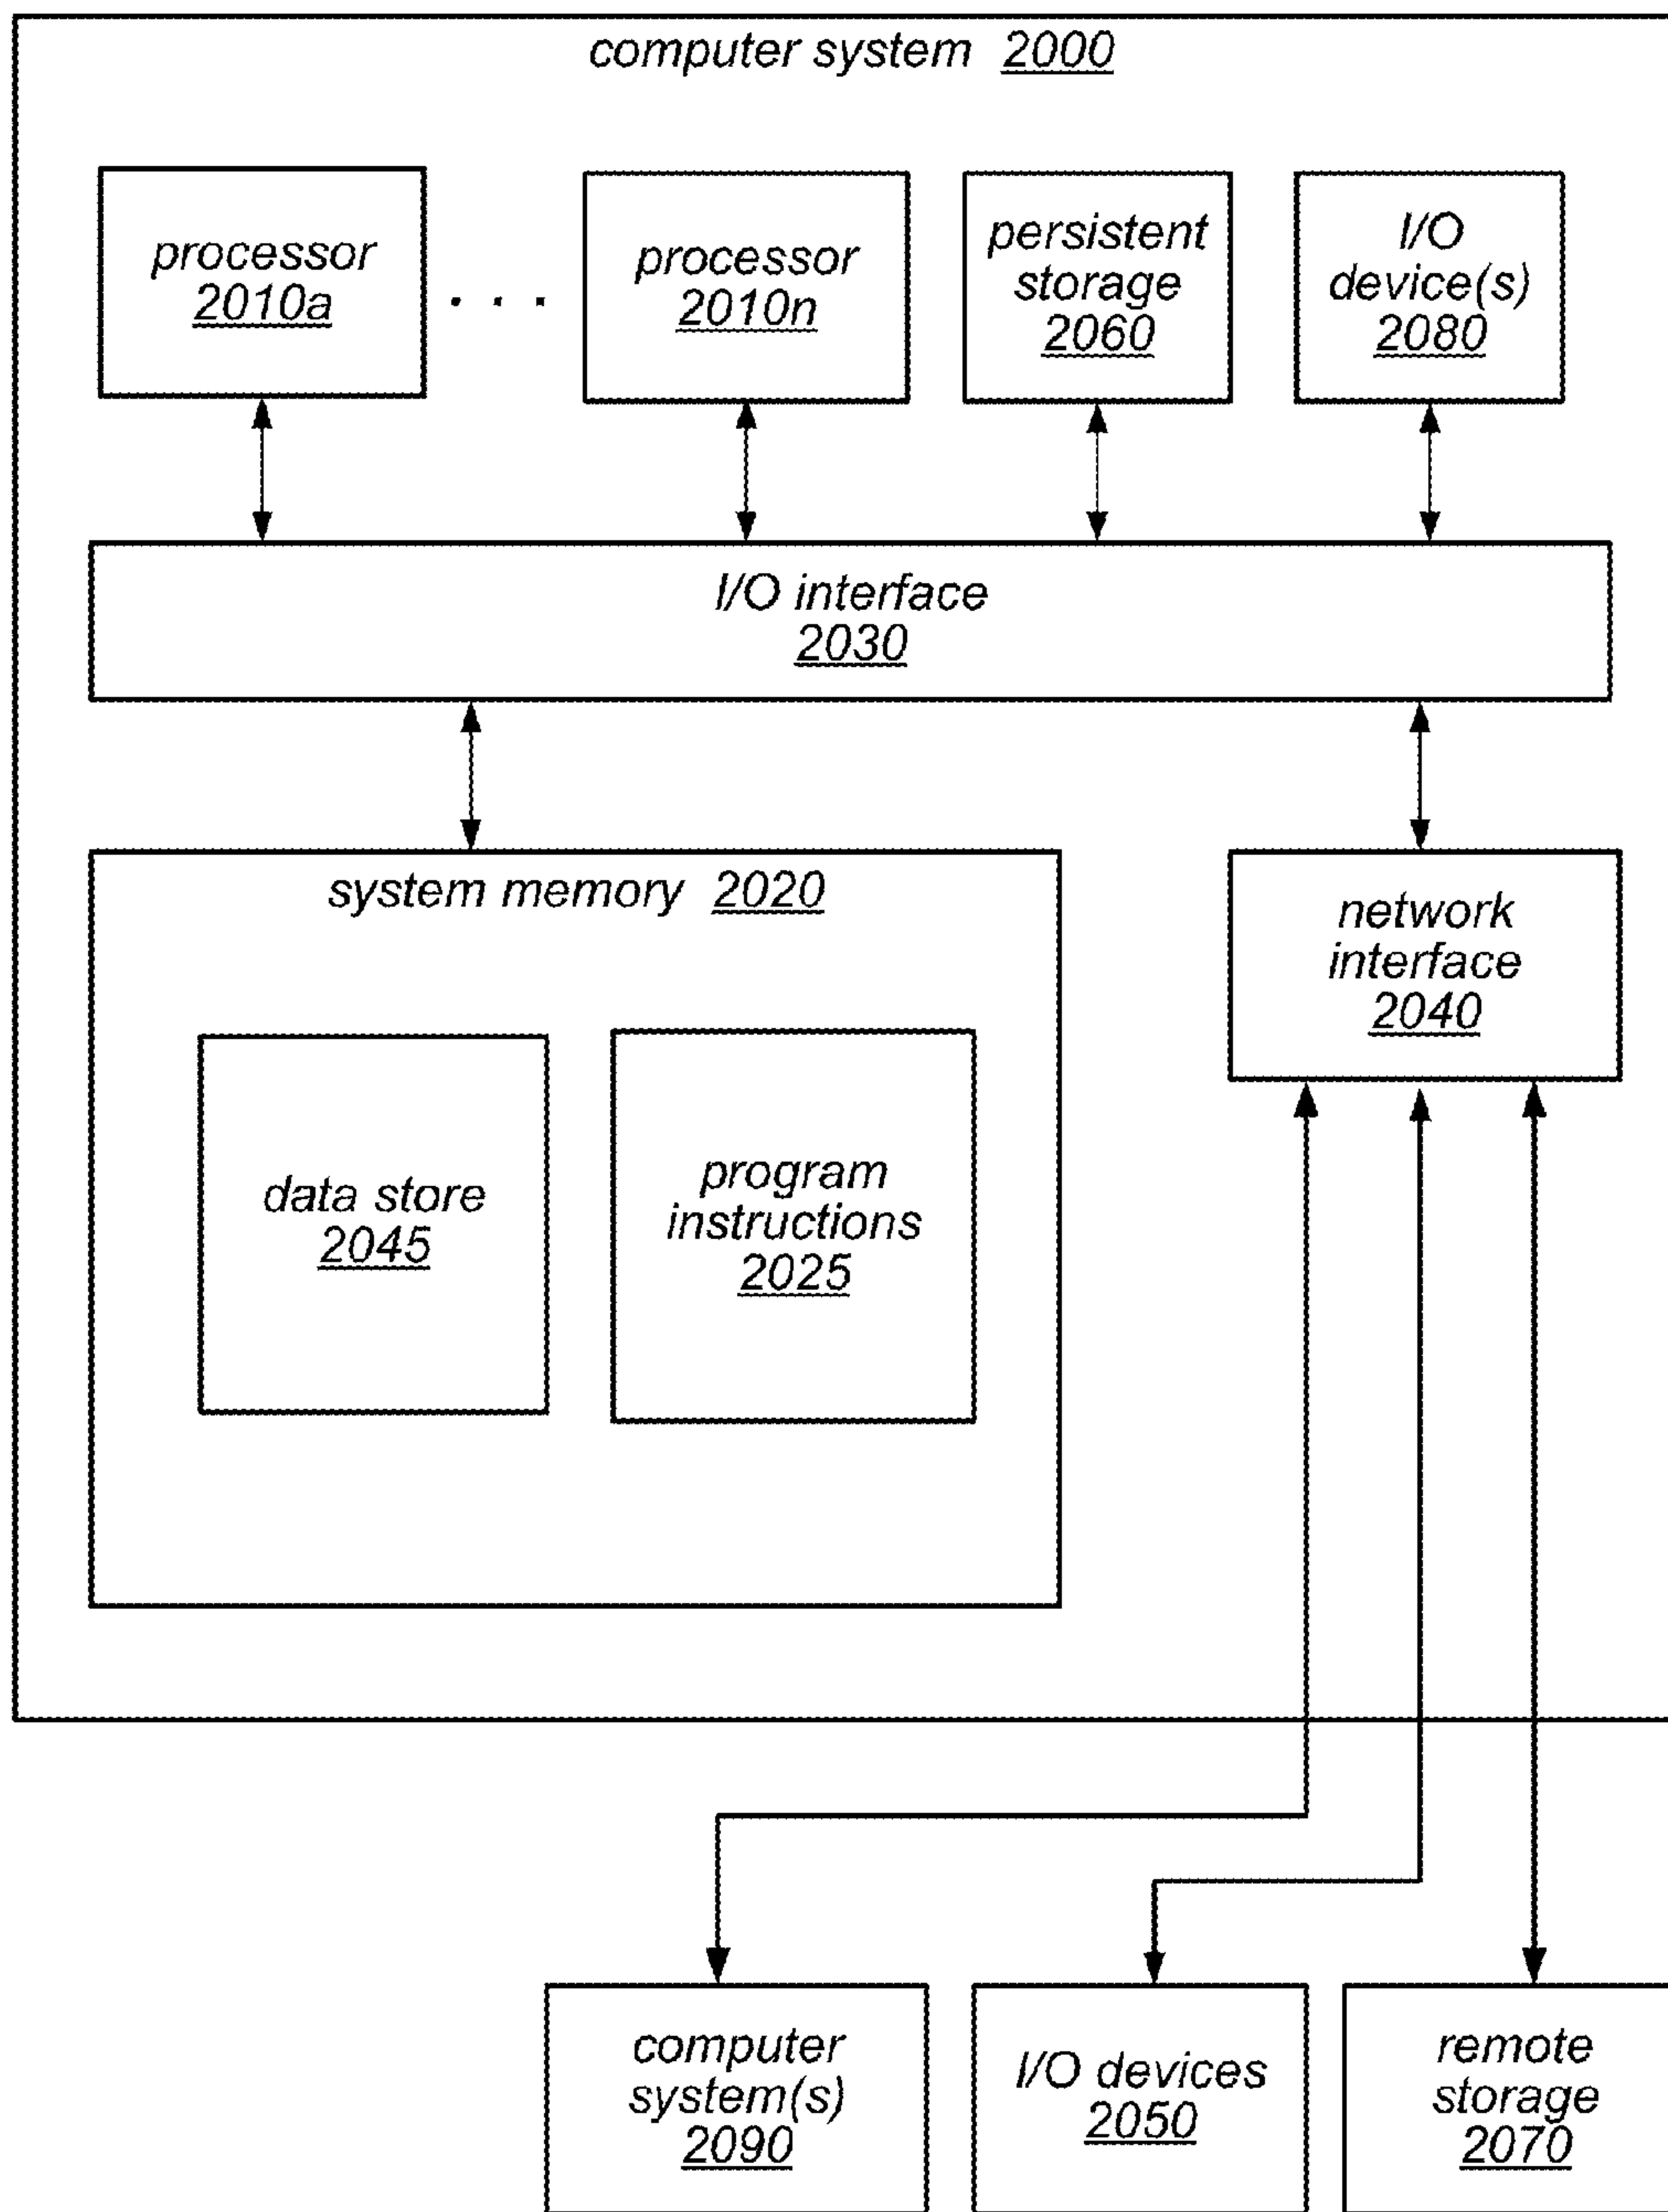 computer system 2000
processor
2010a
. . .
processor
2010n
persistent
storage
2060
I/O
device(s)
2080
I/O interface
2030
system memory 2020
network
interface
2040
data store
2045
program
instructions
2025
computer
system(s)
2090
I/O devices
2050
remote
storage
2070